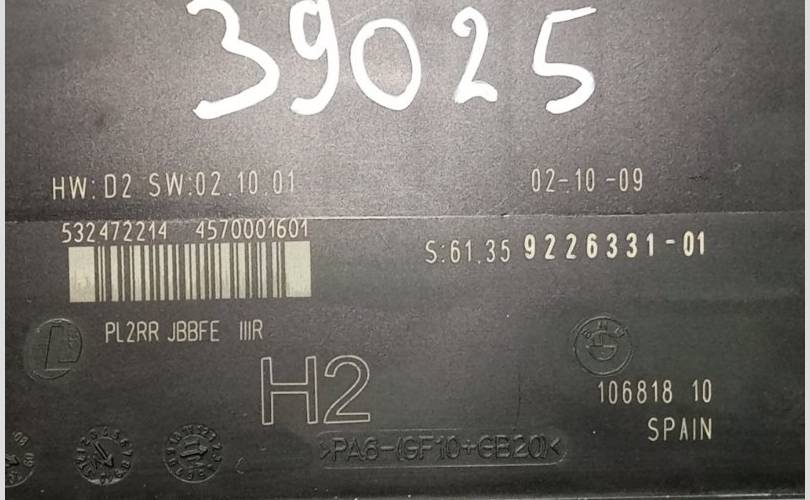 39025
HW: D2 SW:02.10.01 02-10-09
532472214 4570001601
S:61.35 9226331-01
PL2RR JBBFE IIIR
H2
BMG
106818 10
SPAIN
>PA6-(GF10+GB20)<